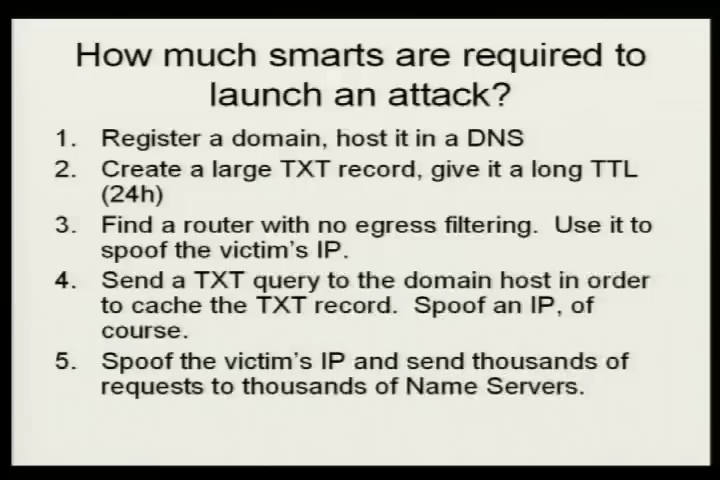 How much smarts are required to
launch an attack?
1. Register a domain, host it in a DNS
2. Create a large TXT record, give it a long TTL
(24h)
3. Find a router with no egress filtering. Use it to
spoof the victim's IP.
4. Send a TXT query to the domain host in order
to cache the TXT record. Spoof an IP, of
course.
5. Spoof the victim's IP and send thousands of
requests to thousands of Name Servers.